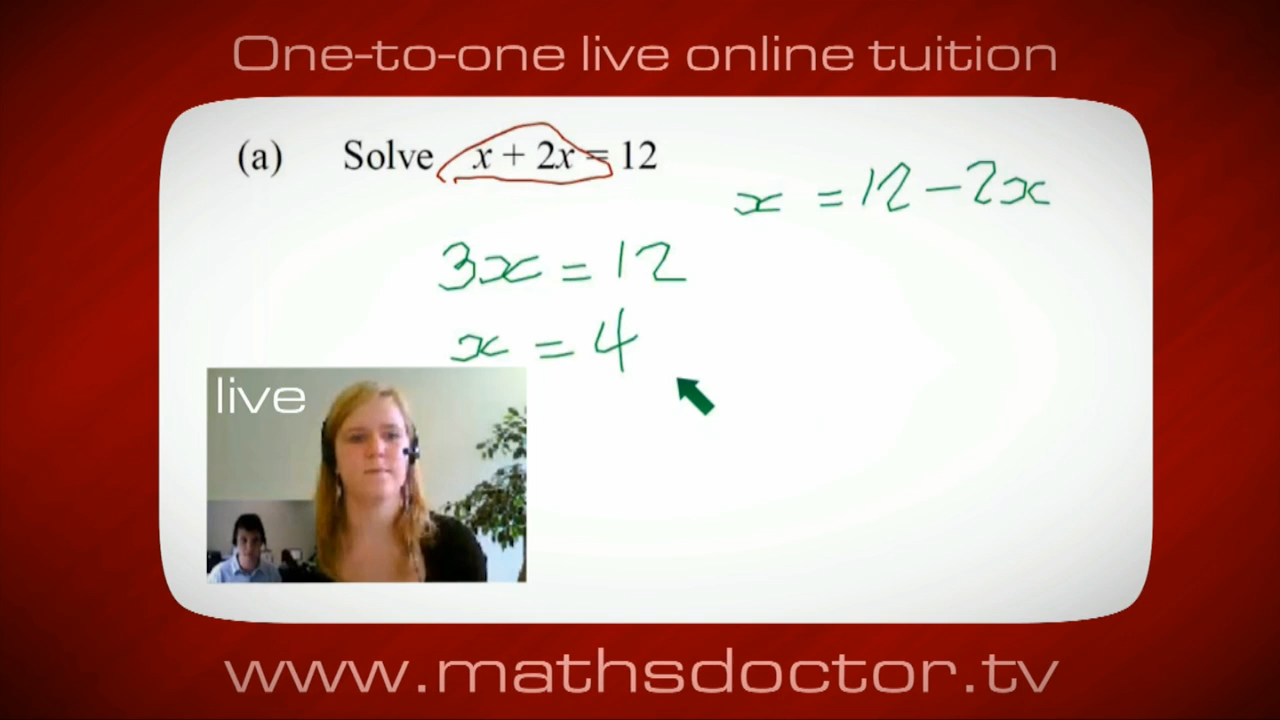 One-to-one live online tuition
(a) Solve x + 2x = 12
x = 12 - 2x
3x = 12
x = 4
live
www.mathsdoctor.tv